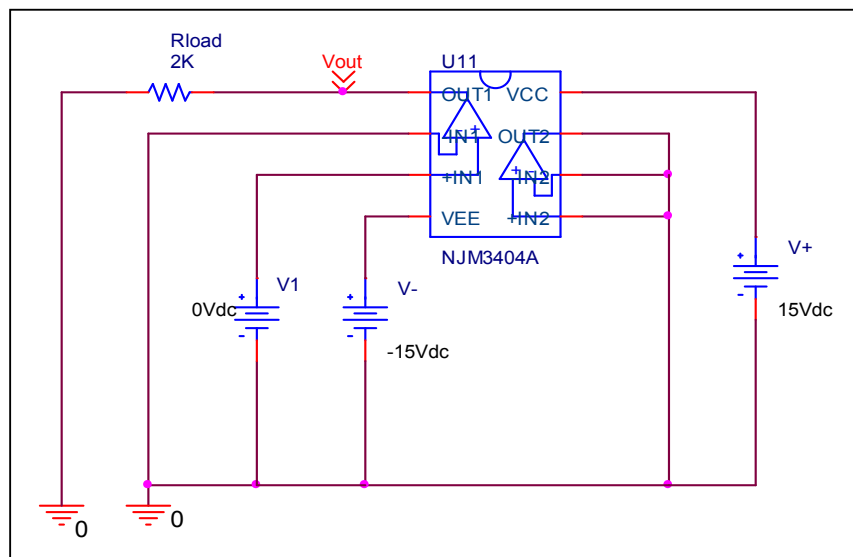 Rload
2K
Vout
U11
OUT1
VCC
-IN1
OUT2
+IN1
-IN2
VEE
+IN2
NJM3404A
+
+
V1
0Vdc
-
+
V-
-15Vdc
-
+
V+
15Vdc
-
0
0